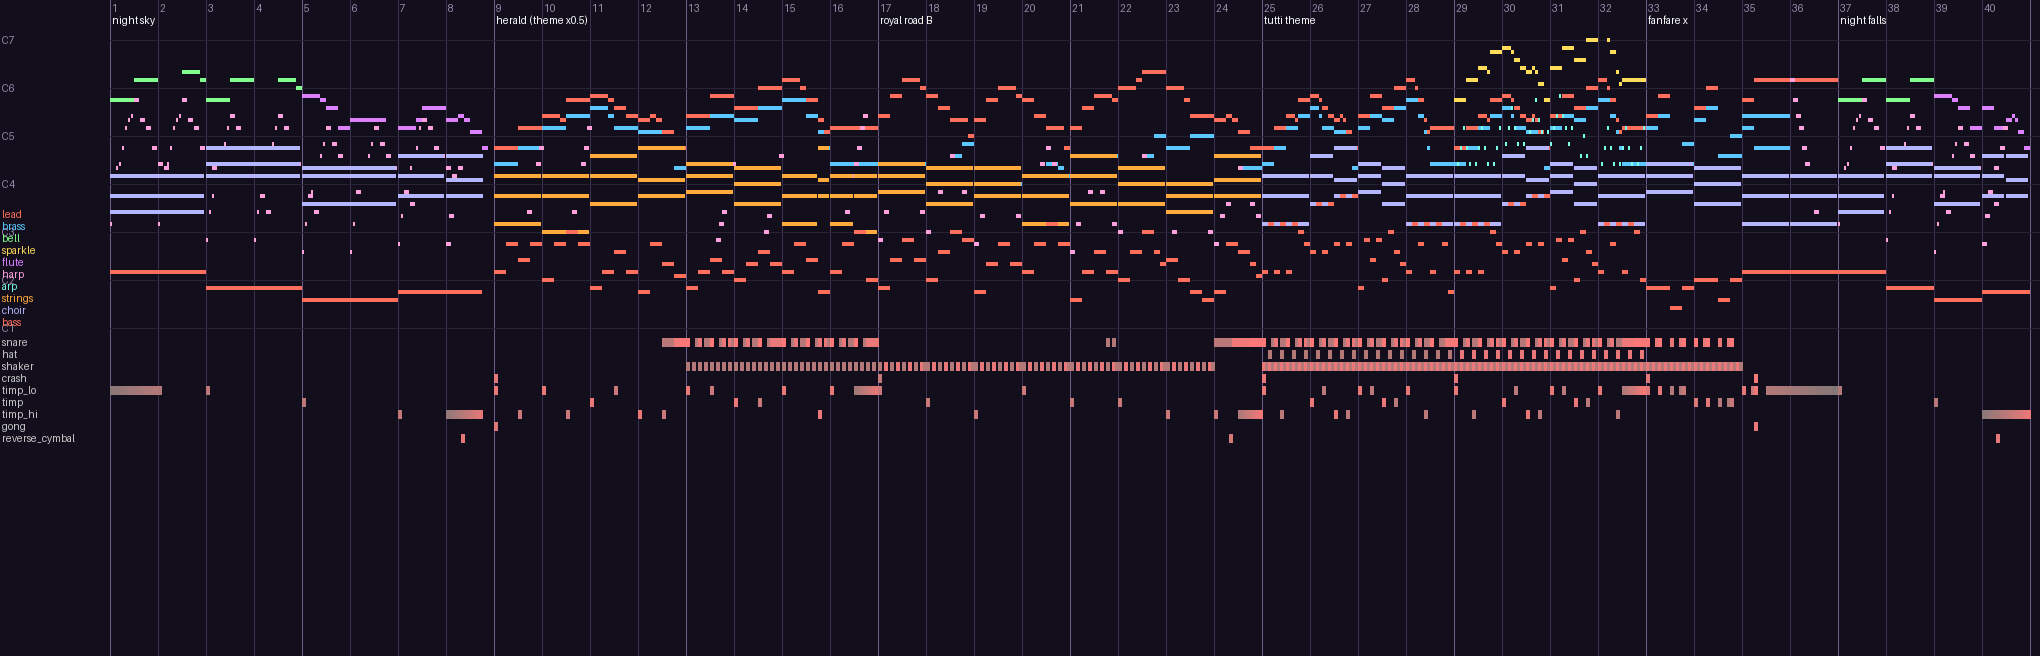 1 2 3 4 5 6 7 8 9 10 11 12 13 14 15 16 17 18 19 20 21 22 23 24 25 26 27 28 29 30 31 32 33 34 35 36 37 38 39 40
night sky herald (theme x0.5) royal road B tutti theme fanfare x night falls
C7
C6
C5
C4
lead
brass
C3
bell
sparkle
flute
harp
C2
arp
strings
choir
bass
C1
snare
hat
shaker
crash
timp_lo
timp
timp_hi
gong
reverse_cymbal